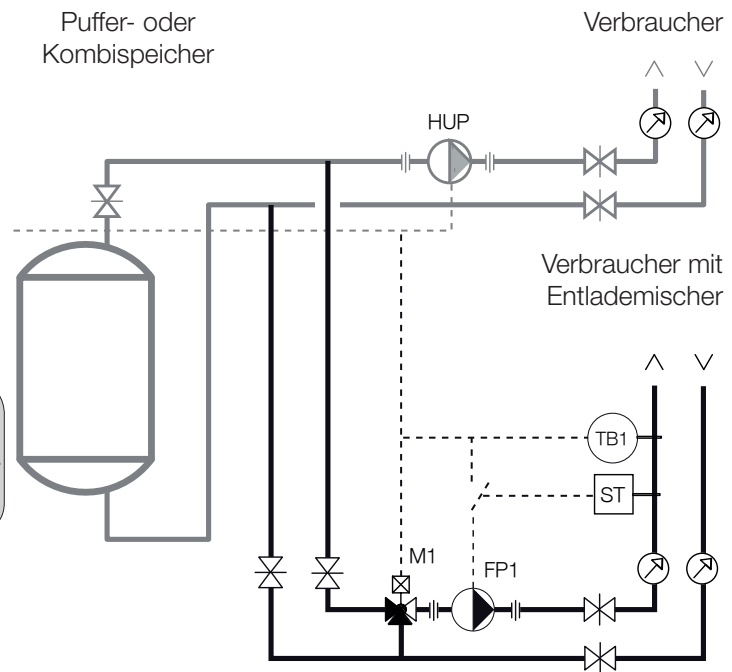 Puffer- oder
Kombispeicher
Verbraucher
HUP
Verbraucher mit
Entlademischer
TB1
ST
M1
FP1